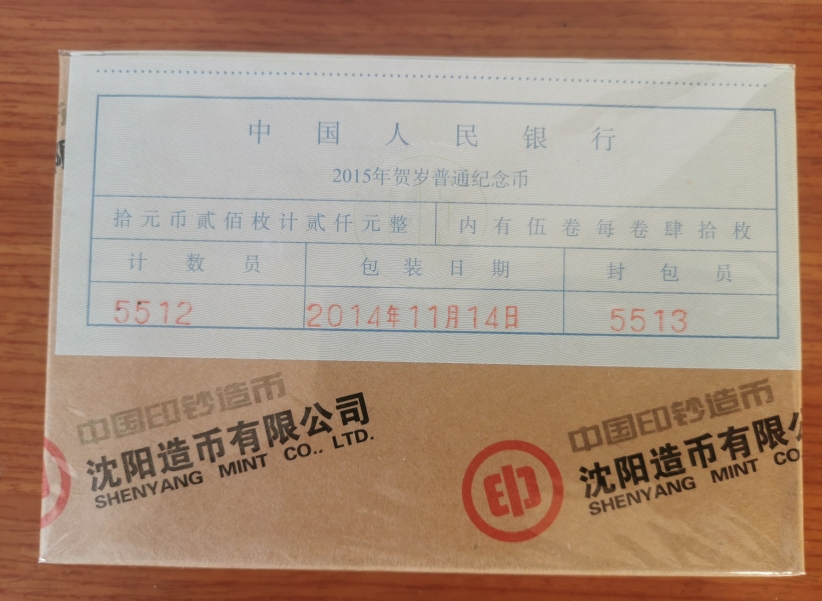 中国人民银行
2015年贺岁普通纪念币
拾元币贰佰枚计贰仟元整 内有伍卷每卷肆拾枚
计数员 包装日期 封包员
5512 2014年11月14日 5513
中国印钞造币
沈阳造币有限公司
SHENYANG MINT CO., LTD.
中国印钞造币
沈阳造币有限
SHENYANG MINT CO